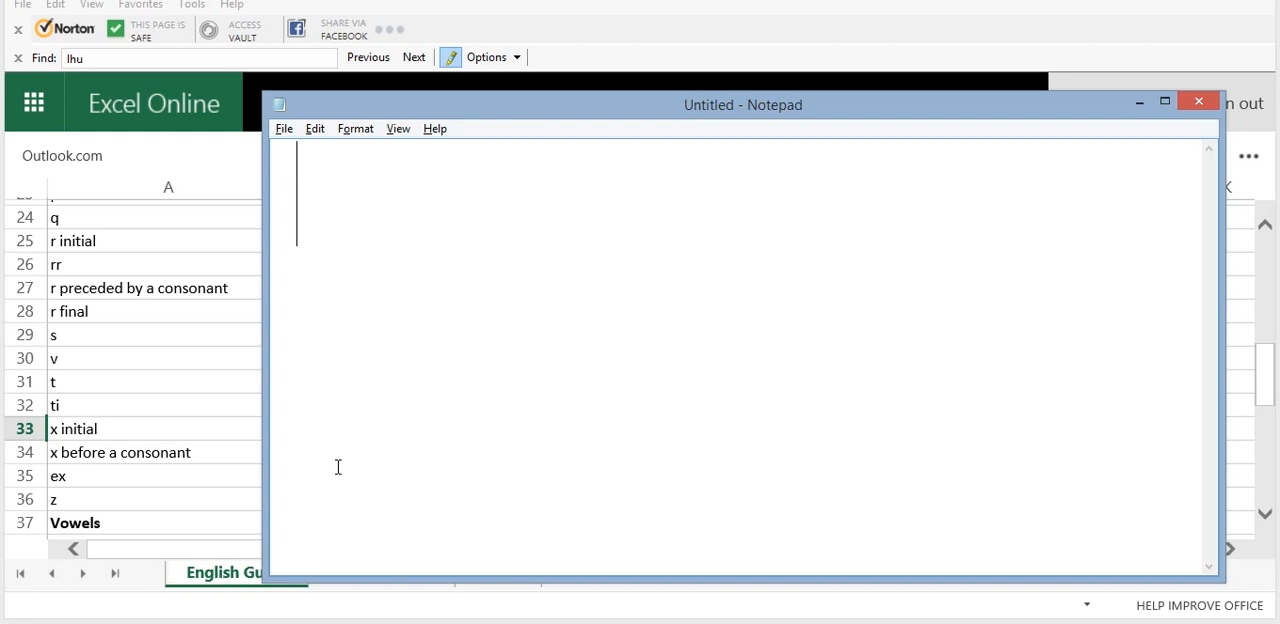 File Edit View Favorites Tools Help
x Norton THIS PAGE IS SAFE ACCESS VAULT SHARE VIA FACEBOOK
x Find: lhu Previous Next Options
Excel Online
n out
Untitled - Notepad
File Edit Format View Help
Outlook.com
A
K
24 q
25 r initial
26 rr
27 r preceded by a consonant
28 r final
29 s
30 v
31 t
32 ti
33 x initial
34 x before a consonant
35 ex
36 z
37 Vowels
English Gu
HELP IMPROVE OFFICE